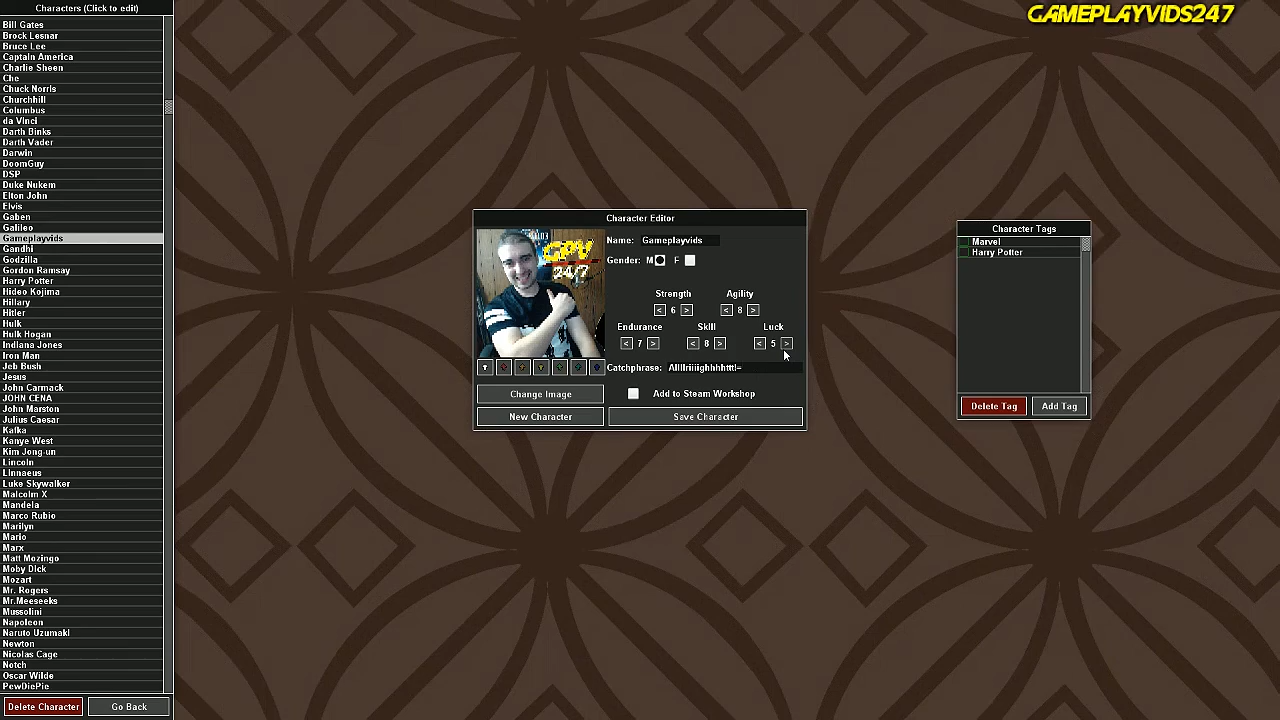 Characters (Click to edit)
Bill Gates
Brock Lesnar
Bruce Lee
Captain America
Charlie Sheen
Che
Chuck Norris
Churchhill
Columbus
da Vinci
Darth Binks
Darth Vader
Darwin
DoomGuy
DSP
Duke Nukem
Elton John
Elvis
Gaben
Galileo
Gameplayvids
Gandhi
Godzilla
Gordon Ramsay
Harry Potter
Hideo Kojima
Hillary
Hitler
Hulk
Hulk Hogan
Indiana Jones
Iron Man
Jeb Bush
Jesus
John Carmack
JOHN CENA
John Marston
Julius Caesar
Kafka
Kanye West
Kim Jong-un
Lincoln
Linnaeus
Luke Skywalker
Malcolm X
Mandela
Marco Rubio
Marilyn
Mario
Marx
Matt Mozingo
Moby Dick
Mozart
Mr. Rogers
Mr.Meeseeks
Mussolini
Napoleon
Naruto Uzumaki
Newton
Nicolas Cage
Notch
Oscar Wilde
PewDiePie
Delete Character
Go Back
GAMEPLAYVIDS247
Character Editor
GPV
24/7
Name: Gameplayvids
Gender: M F
Strength Agility
< 6 > < 8 >
Endurance Skill Luck
< 7 > < 8 > < 5 >
Catchphrase: Allllriiiighhhhttt!=
Change Image
Add to Steam Workshop
New Character
Save Character
Character Tags
Marvel
Harry Potter
Delete Tag
Add Tag